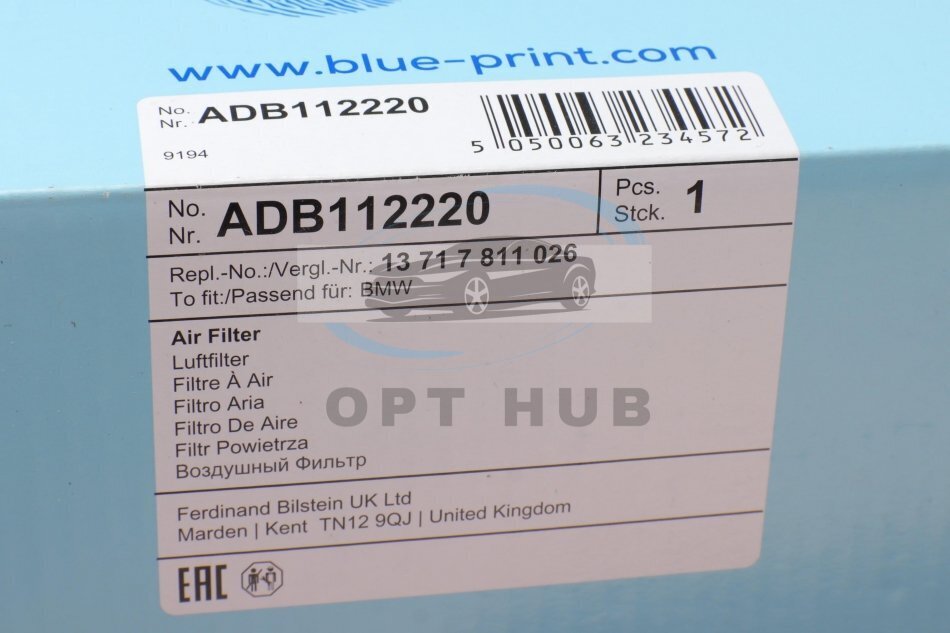 www.blue-print.com
No. ADB112220
Nr.
9194
5 050063 234572
No. ADB112220
Nr.
Pcs. 1
Stck.
Repl.-No.:/Vergl.-Nr.: 13 71 7 811 026
To fit:/Passend für: BMW
Air Filter
Luftfilter
Filtre À Air
Filtro Aria
Filtro De Aire
Filtr Powietrza
Воздушный Фильтр
OPT HUB
Ferdinand Bilstein UK Ltd
Marden | Kent TN12 9QJ | United Kingdom
EAC